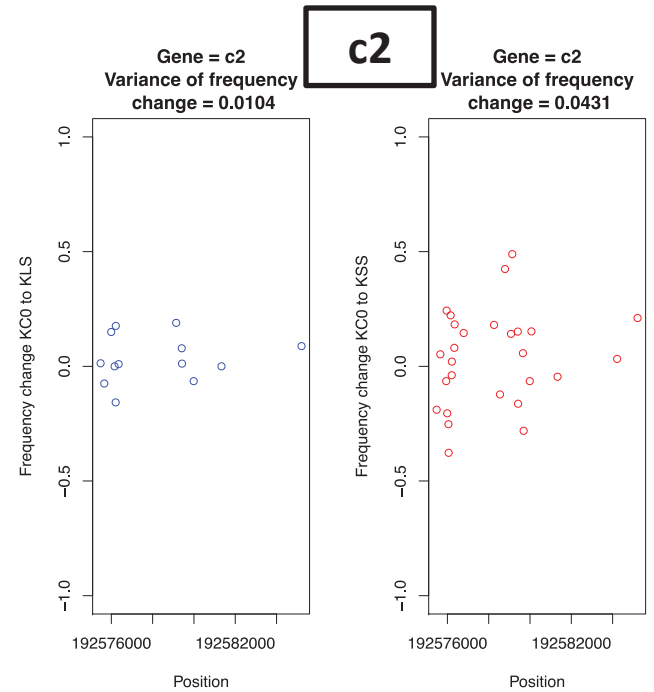 c2
Gene = c2
Variance of frequency
change = 0.0104
Frequency change KC0 to KLS
1.0
0.5
0.0
−0.5
−1.0
192576000
192582000
Position
Gene = c2
Variance of frequency
change = 0.0431
Frequency change KC0 to KSS
1.0
0.5
0.0
−0.5
−1.0
192576000
192582000
Position